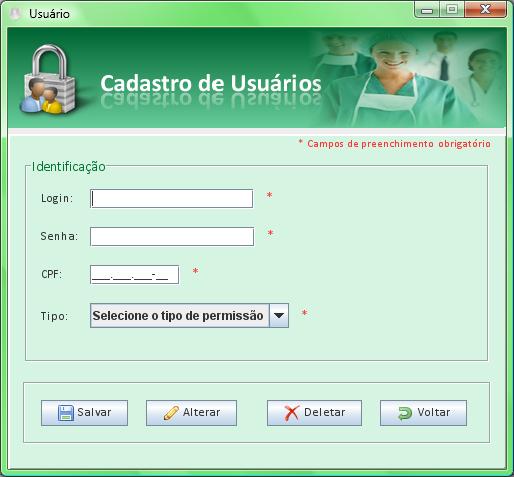 Usuário
Cadastro de Usuários
* Campos de preenchimento obrigatório
Identificação
Login: *
Senha: *
CPF: ___.___.___-__ *
Tipo: Selecione o tipo de permissão *
Salvar Alterar Deletar Voltar